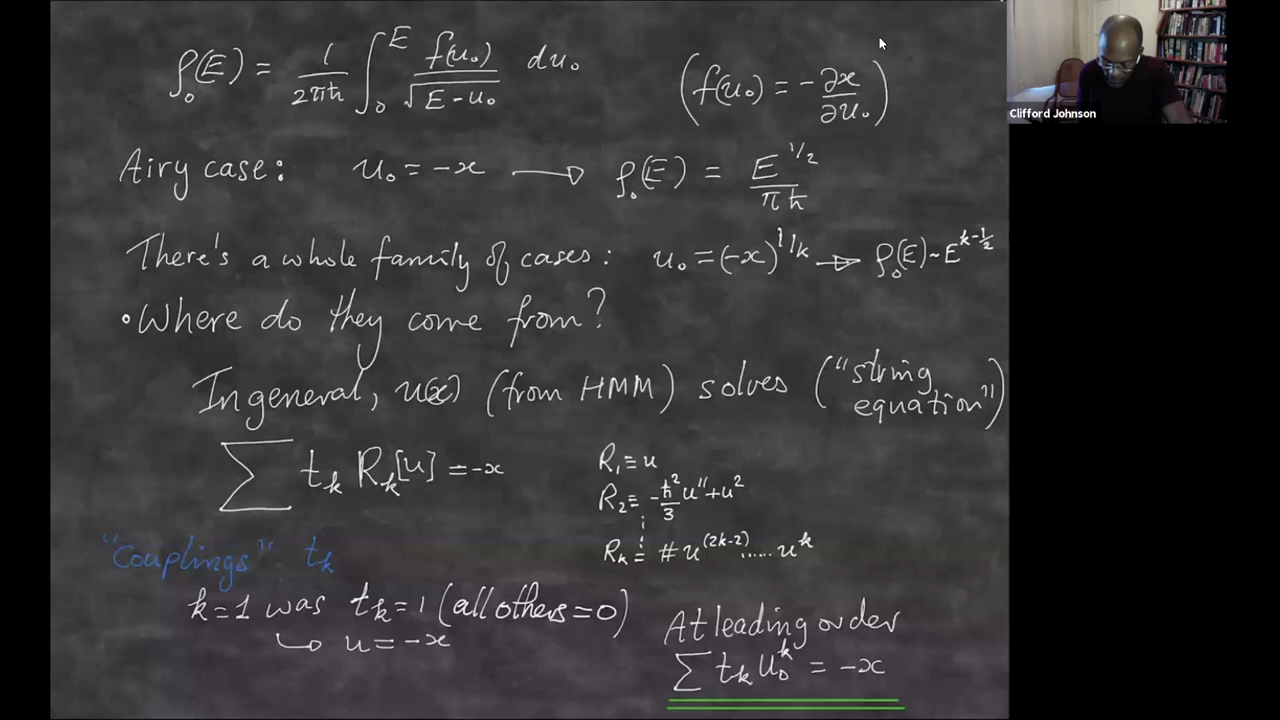 ρ₀(E) = 1/(2πħ) ∫₀ᴱ f(u₀)/√(E-u₀) du₀ (f(u₀) = -∂x/∂u₀)
Clifford Johnson
Airy case: u₀ = -x ⟶ ρ₀(E) = E^{1/2}/(πħ)
There's a whole family of cases: u₀ = (-x)^{1/k} → ρ₀(E) ~ E^{k-1/2}
• Where do they come from?
In general, u(x) (from HMM) solves ("string equation")
∑ t_k R_k[u] = -x
R₁ ≡ u
R₂ ≡ -ħ²/3 u'' + u²
⋮
R_k ≡ # u^{(2k-2)} ..... u^k
"Couplings" t_k
k=1 was t_k = 1 (all others = 0)
↳ u = -x
At leading order
∑ t_k u₀^k = -x